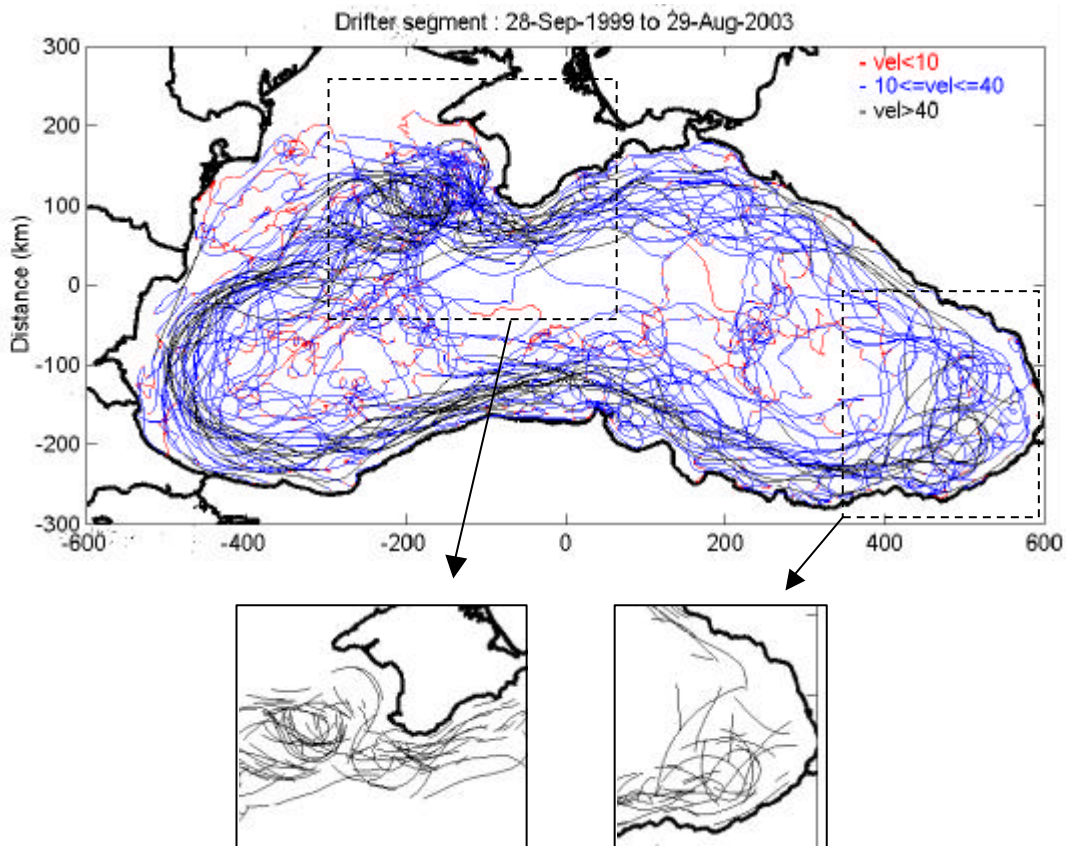 Drifter segment : 28-Sep-1999 to 29-Aug-2003
300
- vel<10
- 10<=vel<=40
- vel>40
200
100
0
-100
-200
-300
Distance (km)
-600
-400
-200
0
200
400
600